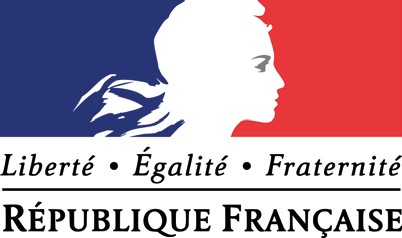 Liberté • Égalité • Fraternité
RÉPUBLIQUE FRANÇAISE